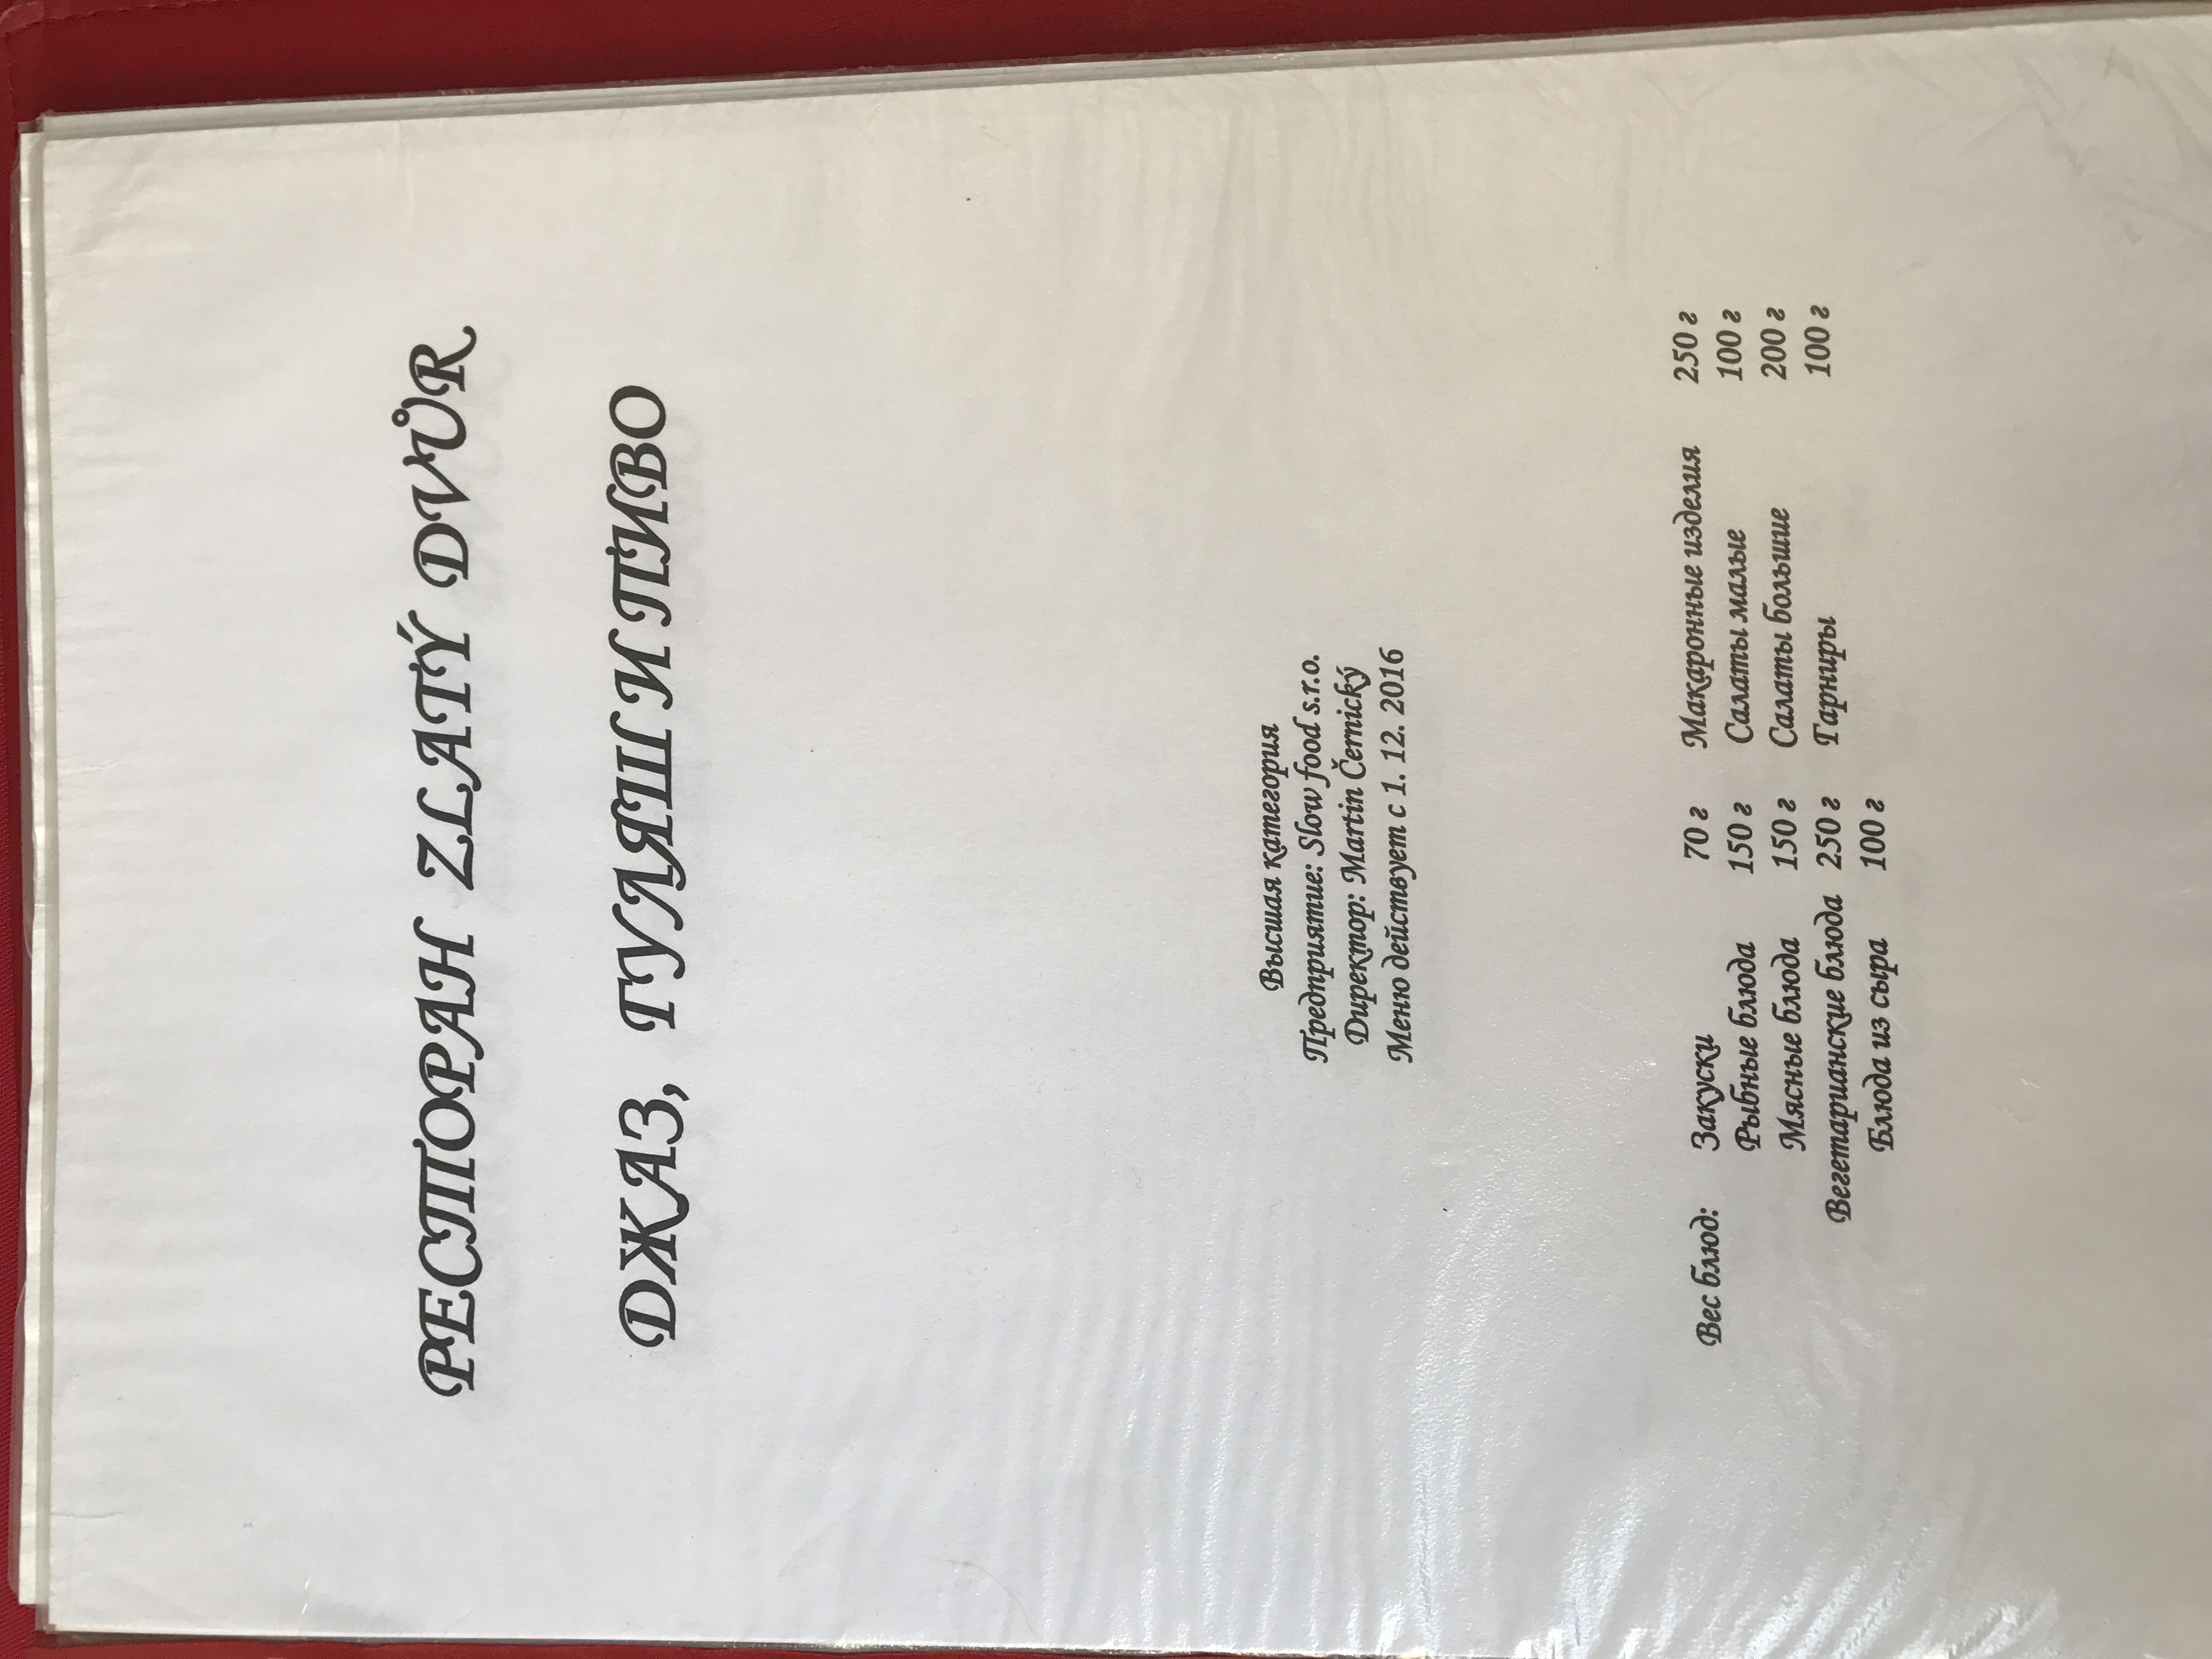 РЕСТОРАН ZLATÝ DVŮR
ДЖАЗ, ГУЛЯШ И ПИВО
Высшая категория
Предприятие: Slow food s.r.o.
Директор: Martin Černický
Меню действует с 1. 12. 2016
Вес блюд: Закуски 70 г Макаронные изделия 250 г
Рыбные блюда 150 г Салаты малые 100 г
Мясные блюда 150 г Салаты большие 200 г
Веггетарианские блюда 250 г Гарниры 100 г
Блюда из сыра 100 г